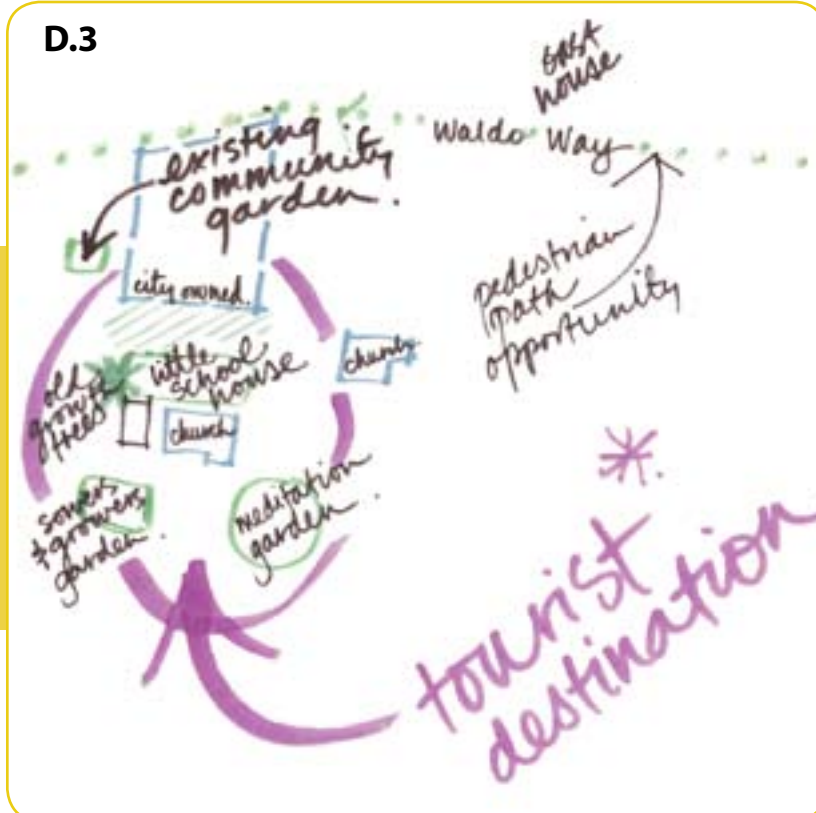 D.3
East
house
Waldo Way
existing
community
garden.
city owned.
pedestrian
path
opportunity
little
school
house
church
old
growth
trees
church
sowers
+ growers
garden.
meditation
garden.
tourist
destination